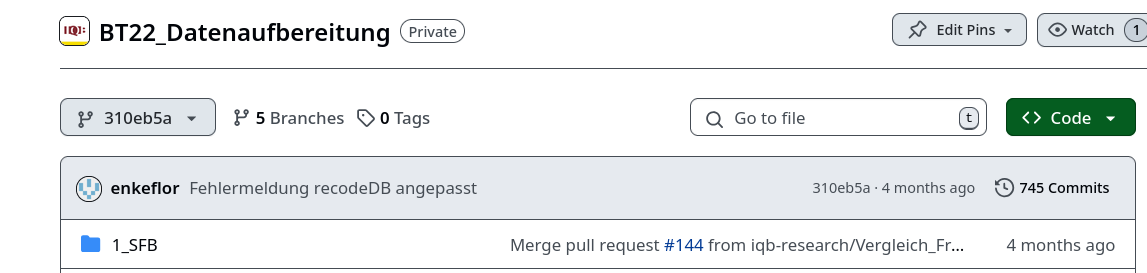 IQB BT22_Datenaufbereitung Private Edit Pins Watch 1
310eb5a 5 Branches 0 Tags Go to file t Code
enkeflor Fehlermeldung recodeDB angepasst 310eb5a · 4 months ago 745 Commits
1_SFB Merge pull request #144 from iqb-research/Vergleich_Fr... 4 months ago